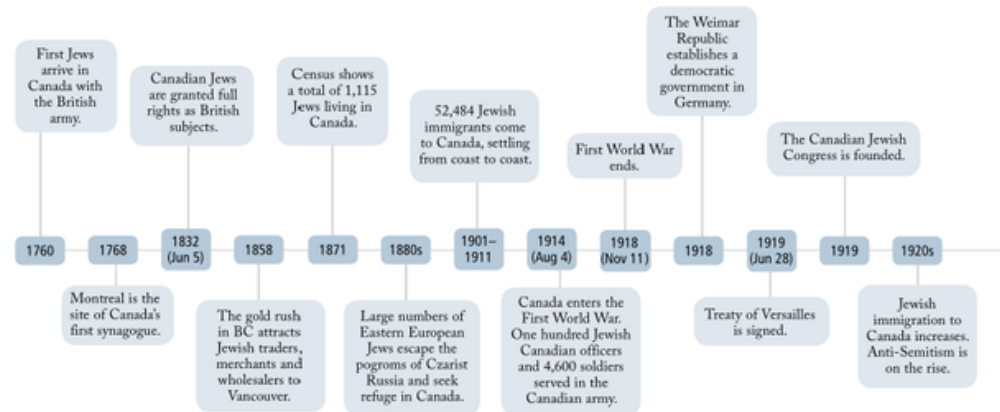 First Jews
arrive in
Canada with
the British
army.
1760
1768
Montreal is the
site of Canada's
first synagogue.
Canadian Jews
are granted full
rights as British
subjects.
1832
(Jun 5)
1858
The gold rush
in BC attracts
Jewish traders,
merchants and
wholesalers to
Vancouver.
Census shows
a total of 1,115
Jews living in
Canada.
1871
1880s
Large numbers of
Eastern European
Jews escape the
pogroms of Czarist
Russia and seek
refuge in Canada.
52,484 Jewish
immigrants come
to Canada, settling
from coast to coast.
1901–
1911
1914
(Aug 4)
Canada enters the
First World War.
One hundred Jewish
Canadian officers
and 4,600 soldiers
served in the
Canadian army.
First World War
ends.
1918
(Nov 11)
The Weimar
Republic
establishes a
democratic
government in
Germany.
1918
1919
(Jun 28)
Treaty of Versailles
is signed.
The Canadian Jewish
Congress is founded.
1919
1920s
Jewish
immigration to
Canada increases.
Anti-Semitism is
on the rise.